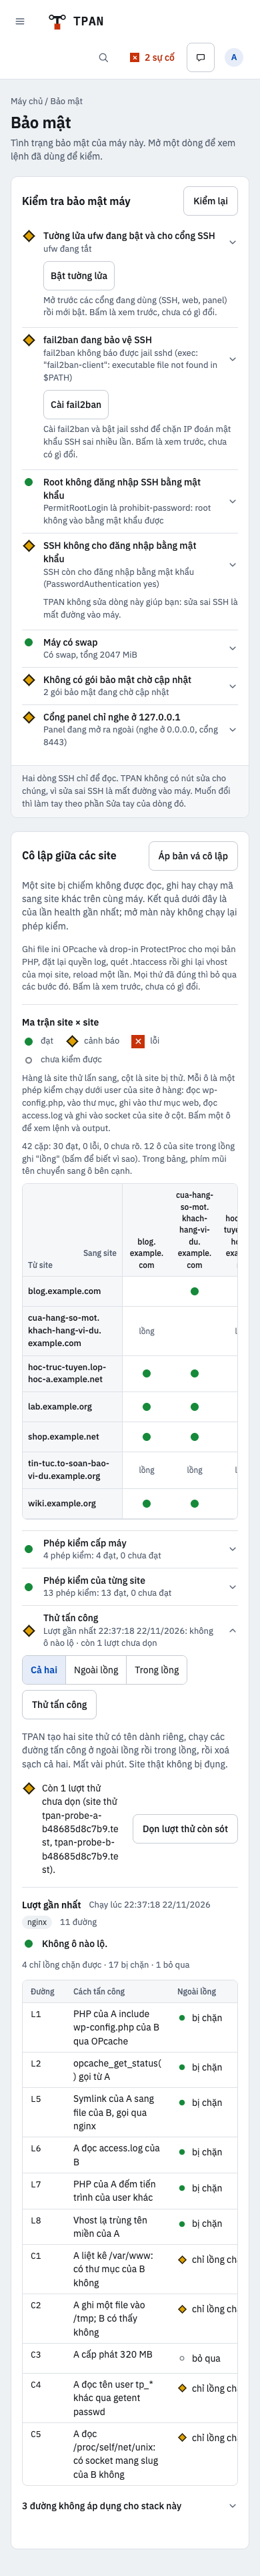 TPAN
2 sự cố
A
Máy chủ / Bảo mật
Bảo mật
Tình trạng bảo mật của máy này. Mở một dòng để xem
lệnh đã dùng để kiểm.
Kiểm tra bảo mật máy
Kiểm lại
Tường lửa ufw đang bật và cho cổng SSH
ufw đang tắt
Bật tường lửa
Mở trước các cổng đang dùng (SSH, web, panel)
rồi mới bật. Bấm là xem trước, chưa có gì đổi.
fail2ban đang bảo vệ SSH
fail2ban không báo được jail sshd (exec:
"fail2ban-client": executable file not found in
$PATH)
Cài fail2ban
Cài fail2ban và bật jail sshd để chặn IP đoán mật
khẩu SSH sai nhiều lần. Bấm là xem trước, chưa
có gì đổi.
Root không đăng nhập SSH bằng mật
khẩu
PermitRootLogin là prohibit-password: root
không vào bằng mật khẩu được
SSH không cho đăng nhập bằng mật
khẩu
SSH còn cho đăng nhập bằng mật khẩu
(PasswordAuthentication yes)
TPAN không sửa dòng này giúp bạn: sửa sai SSH là
mất đường vào máy.
Máy có swap
Có swap, tổng 2047 MiB
Không có gói bảo mật chờ cập nhật
2 gói bảo mật đang chờ cập nhật
Cổng panel chỉ nghe ở 127.0.0.1
Panel đang mở ra ngoài (nghe ở 0.0.0.0, cổng
8443)
Hai dòng SSH chỉ để đọc. TPAN không có nút sửa cho
chúng, vì sửa sai SSH là mất đường vào máy. Muốn đổi
thì làm tay theo phần Sửa tay của dòng đó.
Cô lập giữa các site
Áp bản vá cô lập
Một site bị chiếm không được đọc, ghi hay chạy mã
sang site khác trên cùng máy. Kết quả dưới đây là
của lần health gần nhất; mở màn này không chạy lại
phép kiểm.
Ghi file ini OPcache và drop-in ProtectProc cho mọi bản
PHP, đặt lại quyền log, quét .htaccess rồi ghi lại vhost
của mọi site, reload một lần. Mọi thứ đã đúng thì bỏ qua
các bước đó. Bấm là xem trước, chưa có gì đổi.
Ma trận site × site
đạt
cảnh báo
lỗi
chưa kiểm được
Hàng là site thử lấn sang, cột là site bị thử. Mỗi ô là một
phép kiểm chạy dưới user của site ở hàng: đọc wp-
config.php, vào thư mục, ghi vào thư mục web, đọc
access.log và ghi vào socket của site ở cột. Bấm một ô
để xem lệnh và output.
42 cặp: 30 đạt, 0 lỗi, 0 chưa rõ. 12 ô của site trong lồng
ghi "lồng" (bấm để biết vì sao). Trong bảng, phím mũi
tên chuyển sang ô bên cạnh.
Từ site
Sang site
blog.
example.
com
cua-hang-
so-mot.
khach-
hang-vi-
du.
example.
com
blog.example.com
cua-hang-so-mot.
khach-hang-vi-du.
example.com
lồng
hoc-truc-tuyen.lop-
hoc-a.example.net
lab.example.org
shop.example.net
tin-tuc.to-soan-bao-
vi-du.example.org
lồng
lồng
wiki.example.org
Phép kiểm cấp máy
4 phép kiểm: 4 đạt, 0 chưa đạt
Phép kiểm của từng site
13 phép kiểm: 13 đạt, 0 chưa đạt
Thử tấn công
Lượt gần nhất 22:37:18 22/11/2026: không
ô nào lộ · còn 1 lượt chưa dọn
Cả hai
Ngoài lồng
Trong lồng
Thử tấn công
TPAN tạo hai site thử có tên dành riêng, chạy các
đường tấn công ở ngoài lồng rồi trong lồng, rồi xoá
sạch cả hai. Mất vài phút. Site thật không bị đụng.
Còn 1 lượt thử
chưa dọn (site thử
tpan-probe-a-
b48685d8c7b9.te
st, tpan-probe-b-
b48685d8c7b9.te
st).
Dọn lượt thử còn sót
Lượt gần nhất
Chạy lúc 22:37:18 22/11/2026
nginx
11 đường
Không ô nào lộ.
4 chỉ lồng chặn được · 17 bị chặn · 1 bỏ qua
Đường
Cách tấn công
Ngoài lồng
L1
PHP của A include
wp-config.php của B
qua OPcache
bị chặn
L2
opcache_get_status(
) gọi từ A
bị chặn
L5
Symlink của A sang
file của B, gọi qua
nginx
bị chặn
L6
A đọc access.log của
B
bị chặn
L7
PHP của A đếm tiến
trình của user khác
bị chặn
L8
Vhost lạ trùng tên
miền của A
bị chặn
C1
A liệt kê /var/www:
có thư mục của B
không
chỉ lồng
C2
A ghi một file vào
/tmp; B có thấy
không
chỉ lồng
C3
A cấp phát 320 MB
bỏ qua
C4
A đọc tên user tp_*
khác qua getent
passwd
chỉ lồng
C5
A đọc
/proc/self/net/unix:
có socket mang slug
của B không
chỉ lồng
3 đường không áp dụng cho stack này